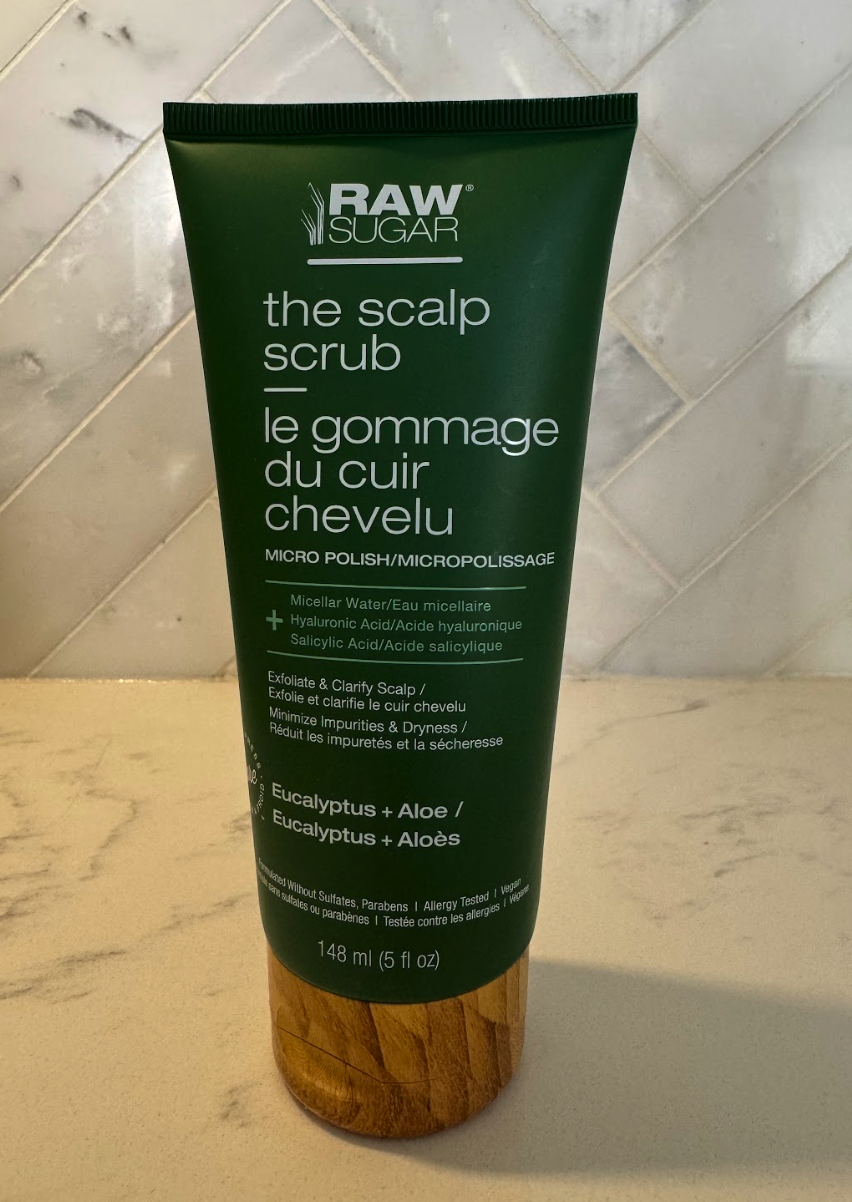 RAW®
SUGAR
the scalp
scrub
le gommage
du cuir
chevelu
MICRO POLISH/MICROPOLISSAGE
Micellar Water/Eau micellaire
+ Hyaluronic Acid/Acide hyaluronique
Salicylic Acid/Acide salicylique
Exfoliate & Clarify Scalp /
Exfolie et clarifie le cuir chevelu
Minimize Impurities & Dryness /
Réduit les impuretés et la sécheresse
Eucalyptus + Aloe /
Eucalyptus + Aloès
Formulated Without Sulfates, Parabens | Allergy Tested | Vegan
sans sulfates ou parabènes | Testée contre les allergies |
148 ml (5 fl oz)